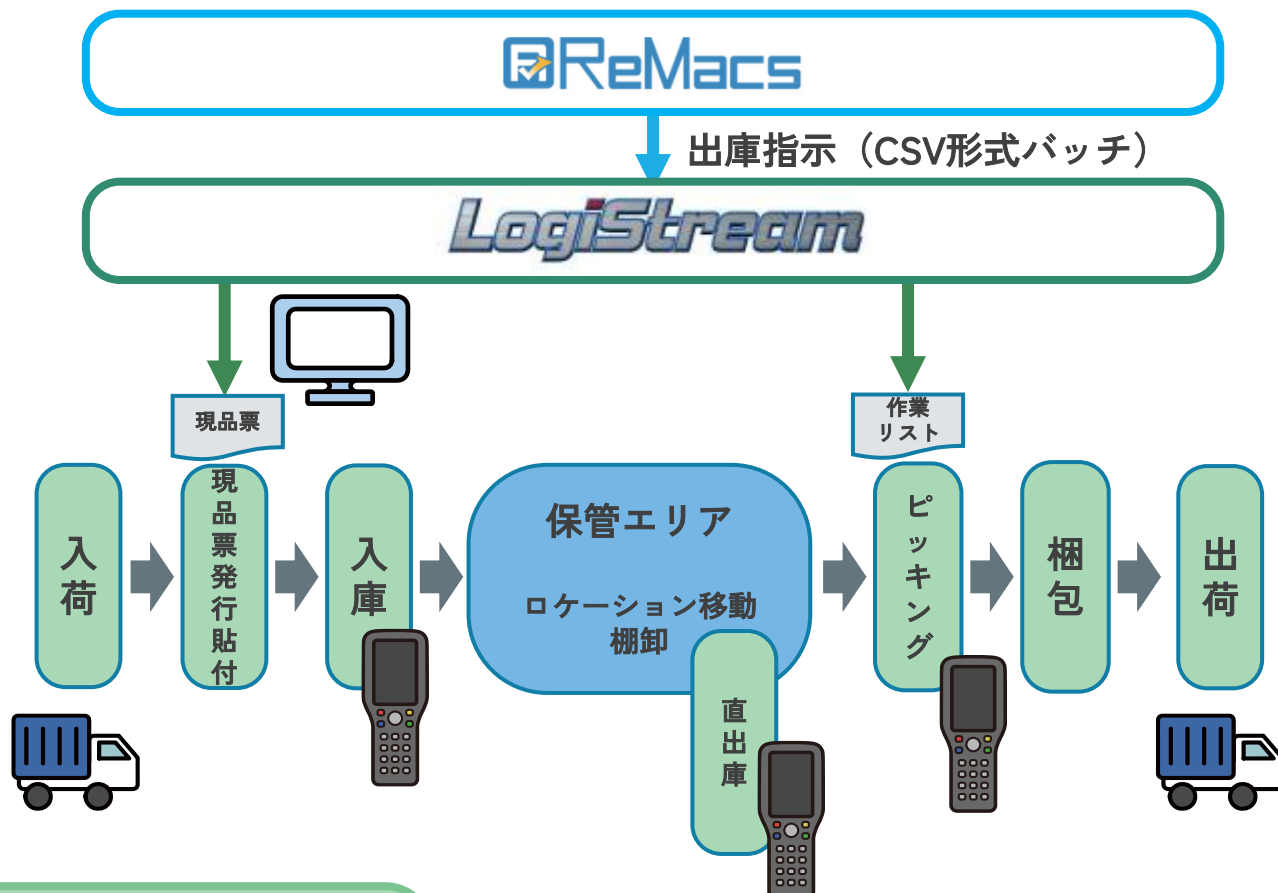 ReMacs
出庫指示（CSV形式バッチ）
LogiStream
現品票
作業
リスト
入荷
現品票発行貼付
入庫
保管エリア
ロケーション移動
棚卸
直出庫
ピッキング
梱包
出荷